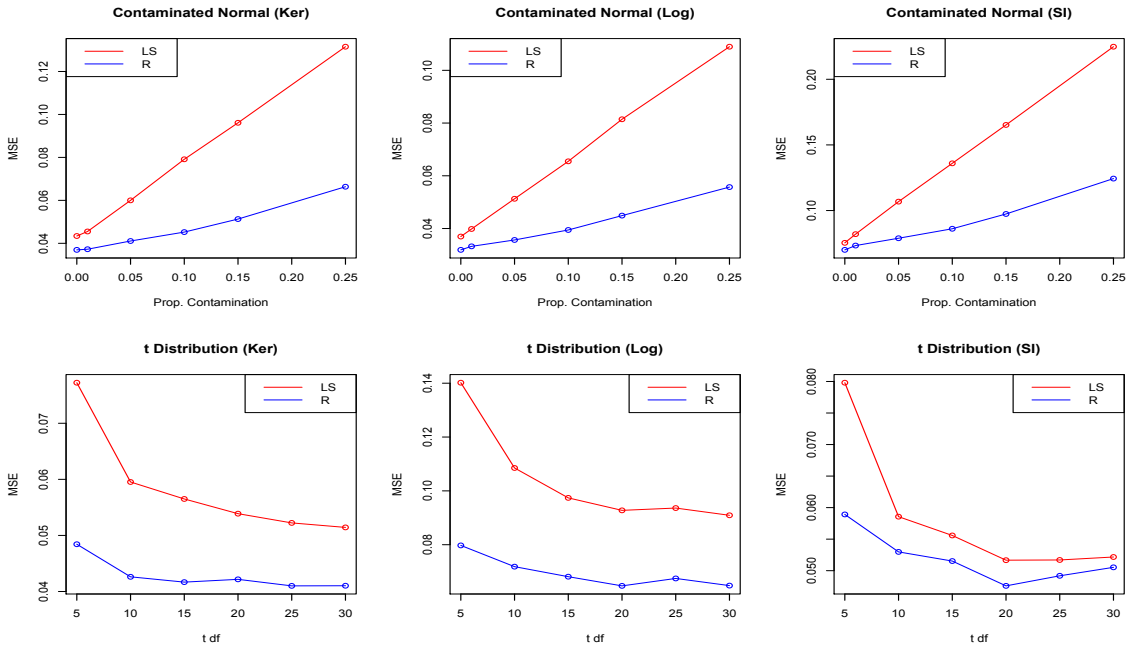 Contaminated Normal (Ker)
LS
R
MSE
0.04 0.06 0.08 0.10 0.12
0.00 0.05 0.10 0.15 0.20 0.25
Prop. Contamination
Contaminated Normal (Log)
LS
R
MSE
0.04 0.06 0.08 0.10
0.00 0.05 0.10 0.15 0.20 0.25
Prop. Contamination
Contaminated Normal (SI)
LS
R
MSE
0.10 0.15 0.20
0.00 0.05 0.10 0.15 0.20 0.25
Prop. Contamination
t Distribution (Ker)
LS
R
MSE
0.04 0.05 0.06 0.07
5 10 15 20 25 30
t df
t Distribution (Log)
LS
R
MSE
0.08 0.10 0.12 0.14
5 10 15 20 25 30
t df
t Distribution (SI)
LS
R
MSE
0.050 0.060 0.070 0.080
5 10 15 20 25 30
t df